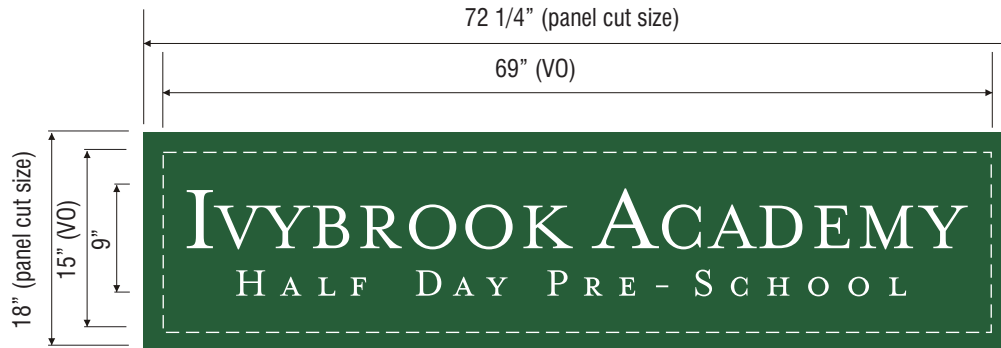 72 1/4” (panel cut size)
69” (VO)
18” (panel cut size)
15” (VO)
9”
IVYBROOK ACADEMY
HALF DAY PRE-SCHOOL